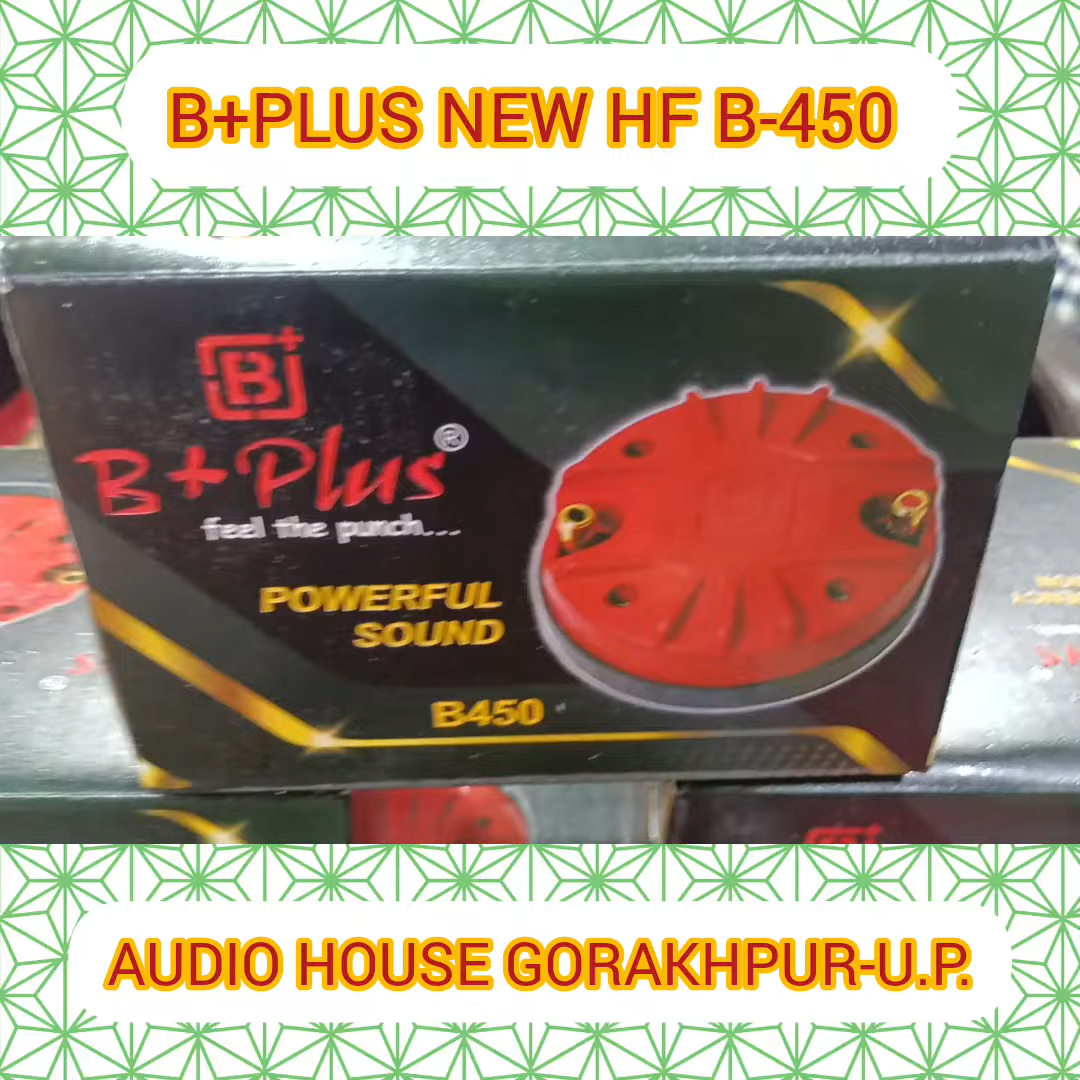 B+PLUS NEW HF B-450
B+
B+Plus®
feel the punch...
POWERFUL
SOUND
B450
AUDIO HOUSE GORAKHPUR-U.P.